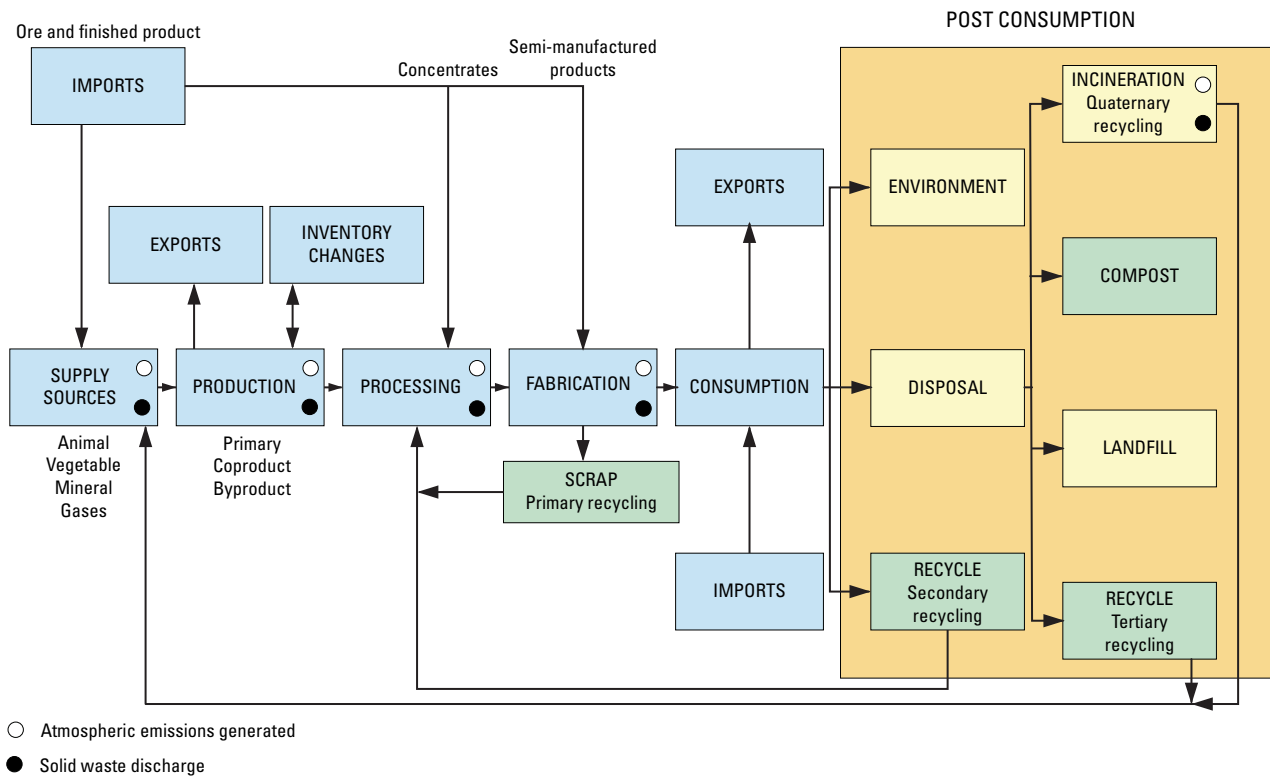 POST CONSUMPTION
Ore and finished product
IMPORTS
Concentrates
Semi-manufactured
products
INCINERATION
Quaternary
recycling
EXPORTS
INVENTORY
CHANGES
EXPORTS
ENVIRONMENT
COMPOST
SUPPLY
SOURCES
PRODUCTION
PROCESSING
FABRICATION
CONSUMPTION
DISPOSAL
Animal
Vegetable
Mineral
Gases
Primary
Coproduct
Byproduct
SCRAP
Primary recycling
LANDFILL
IMPORTS
RECYCLE
Secondary
recycling
RECYCLE
Tertiary
recycling
Atmospheric emissions generated
Solid waste discharge